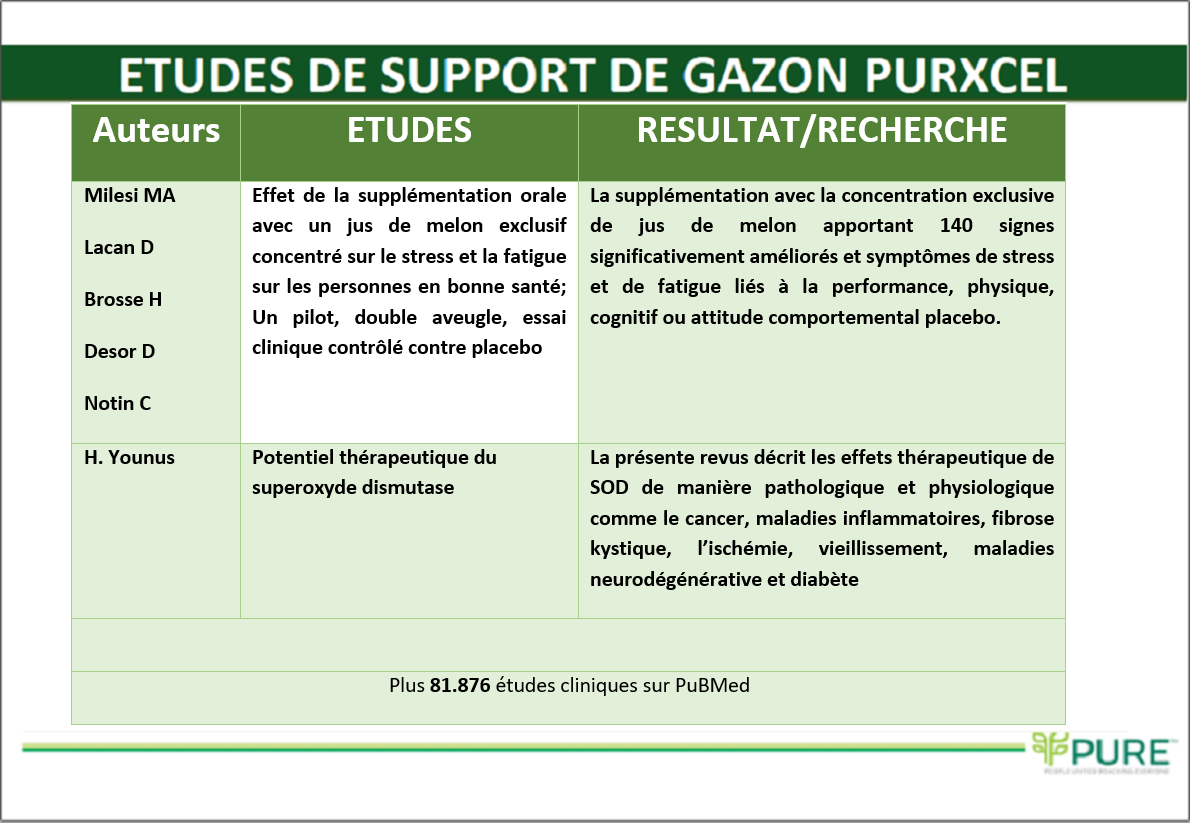 ETUDES DE SUPPORT DE GAZON PURXCEL
Auteurs
ETUDES
RESULTAT/RECHERCHE
Milesi MA
Lacan D
Brosse H
Desor D
Notin C
Effet de la supplémentation orale
avec un jus de melon exclusif
concentré sur le stress et la fatigue
sur les personnes en bonne santé;
Un pilot, double aveugle, essai
clinique contrôlé contre placebo
La supplémentation avec la concentration exclusive
de jus de melon apportant 140 signes
significativement améliorés et symptômes de stress
et de fatigue liés à la performance, physique,
cognitif ou attitude comportemental placebo.
H. Younus
Potentiel thérapeutique du
superoxyde dismutase
La présente revus décrit les effets thérapeutique de
SOD de manière pathologique et physiologique
comme le cancer, maladies inflammatoires, fibrose
kystique, l’ischémie, vieillissement, maladies
neurodégénérative et diabète
Plus 81.876 études cliniques sur PuBMed
PURE
PEOPLE UNITED REACHING EVERYONE